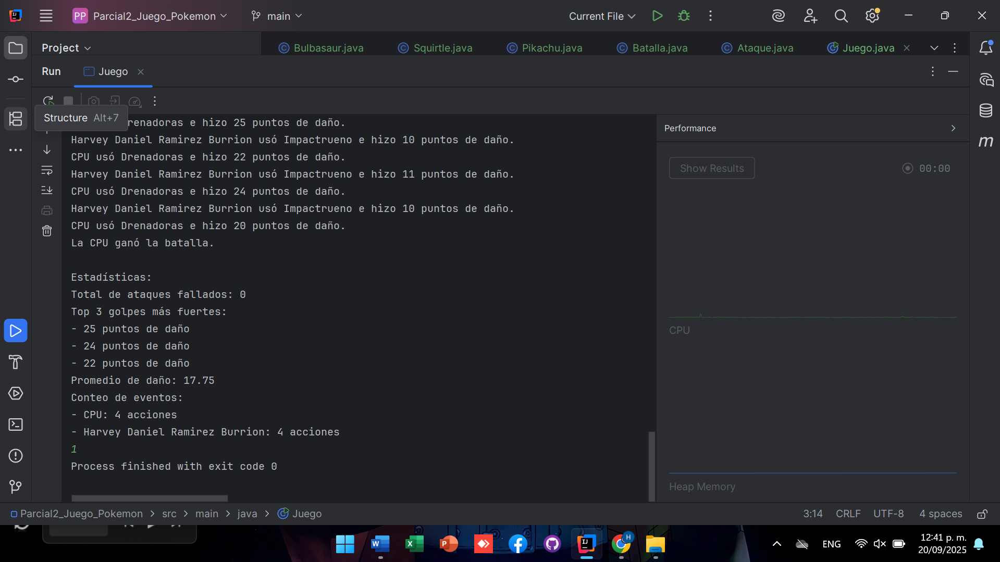 PP Parcial2_Juego_Pokemon main Current File
Project Bulbasaur.java Squirtle.java Pikachu.java Batalla.java Ataque.java Juego.java
Run Juego
Structure Alt+7
renadoras e hizo 25 puntos de daño.
Harvey Daniel Ramirez Burrion usó Impactrueno e hizo 10 puntos de daño.
CPU usó Drenadoras e hizo 22 puntos de daño.
Harvey Daniel Ramirez Burrion usó Impactrueno e hizo 11 puntos de daño.
CPU usó Drenadoras e hizo 24 puntos de daño.
Harvey Daniel Ramirez Burrion usó Impactrueno e hizo 10 puntos de daño.
CPU usó Drenadoras e hizo 20 puntos de daño.
La CPU ganó la batalla.
Estadísticas:
Total de ataques fallados: 0
Top 3 golpes más fuertes:
- 25 puntos de daño
- 24 puntos de daño
- 22 puntos de daño
Promedio de daño: 17.75
Conteo de eventos:
- CPU: 4 acciones
- Harvey Daniel Ramirez Burrion: 4 acciones
1
Process finished with exit code 0
Performance
Show Results 00:00
CPU
Heap Memory
Parcial2_Juego_Pokemon > src > main > java > Juego
3:14 CRLF UTF-8 4 spaces
ENG
12:41 p. m.
20/09/2025